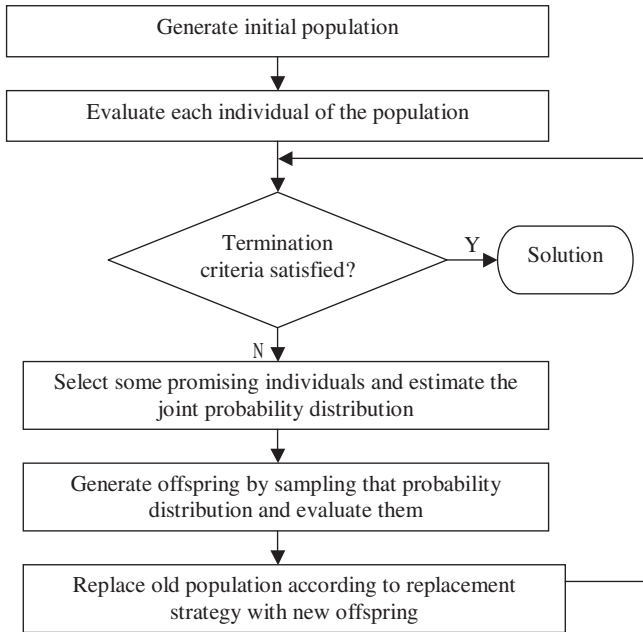 Generate initial population
Evaluate each individual of the population
Termination
criteria satisfied?
Y
Solution
N
Select some promising individuals and estimate the
joint probability distribution
Generate offspring by sampling that probability
distribution and evaluate them
Replace old population according to replacement
strategy with new offspring